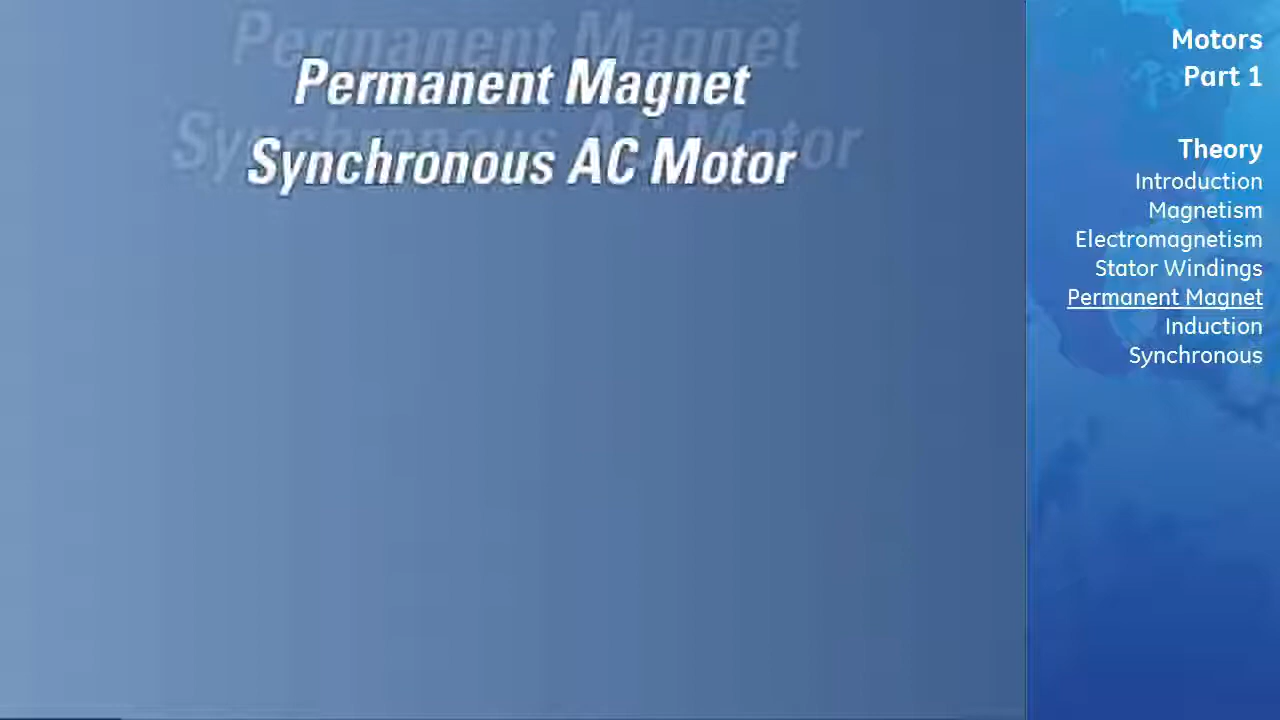 Permanent Magnet
Synchronous AC Motor
Motors
Part 1
Theory
Introduction
Magnetism
Electromagnetism
Stator Windings
Permanent Magnet
Induction
Synchronous